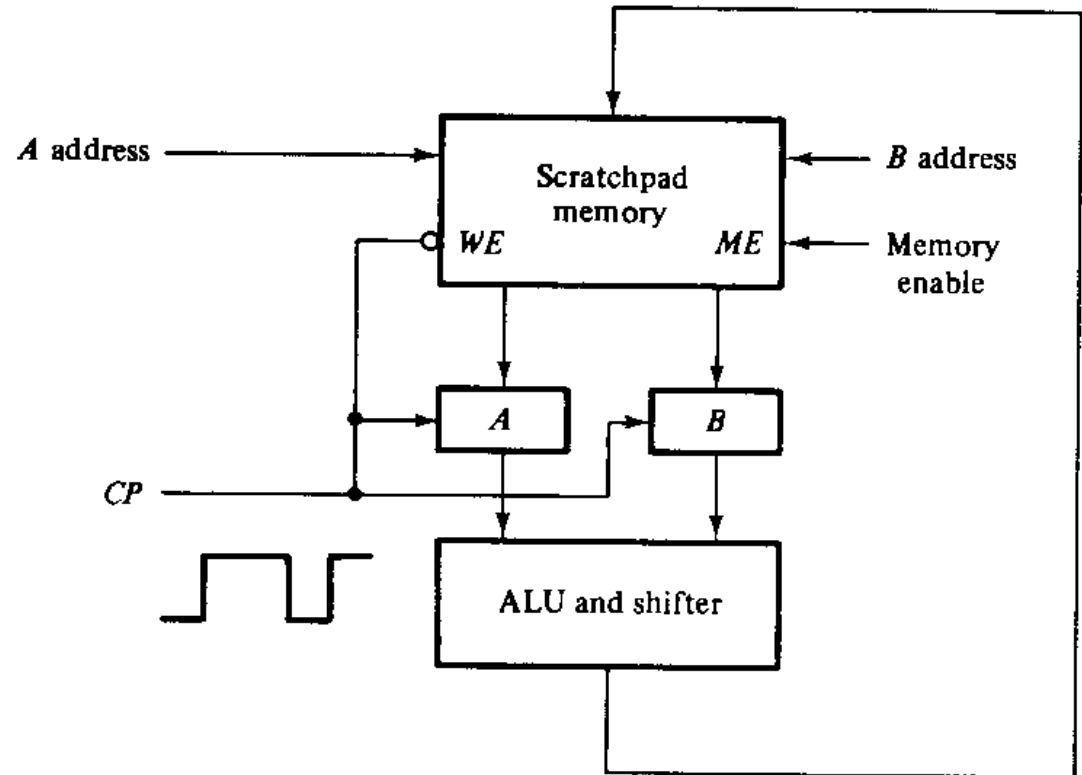 A address
Scratchpad
memory
B address
WE
ME
Memory
enable
A
B
CP
ALU and shifter